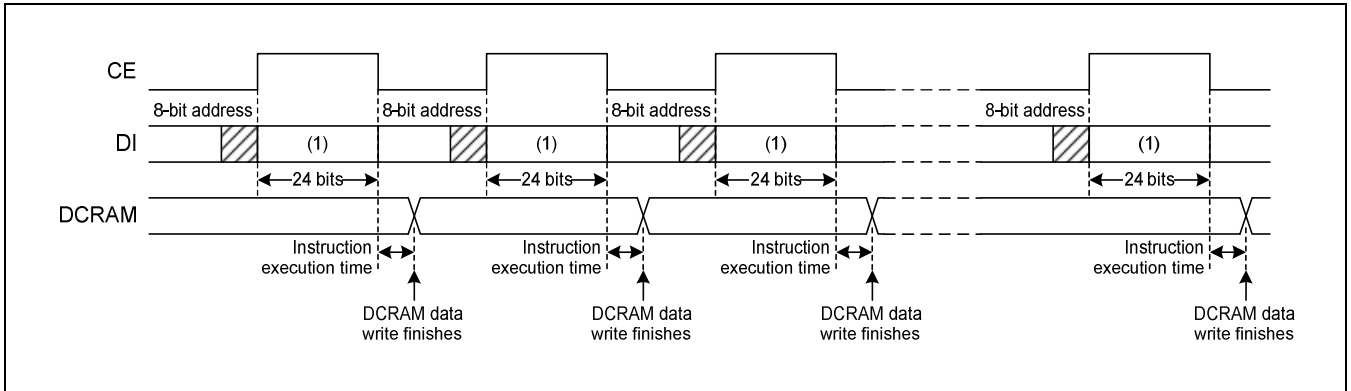 CE
8-bit address 8-bit address 8-bit address 8-bit address
DI (1) (1) (1) (1)
24 bits 24 bits 24 bits 24 bits
DCRAM
Instruction Instruction Instruction Instruction
execution time execution time execution time execution time
DCRAM data DCRAM data DCRAM data DCRAM data
write finishes write finishes write finishes write finishes